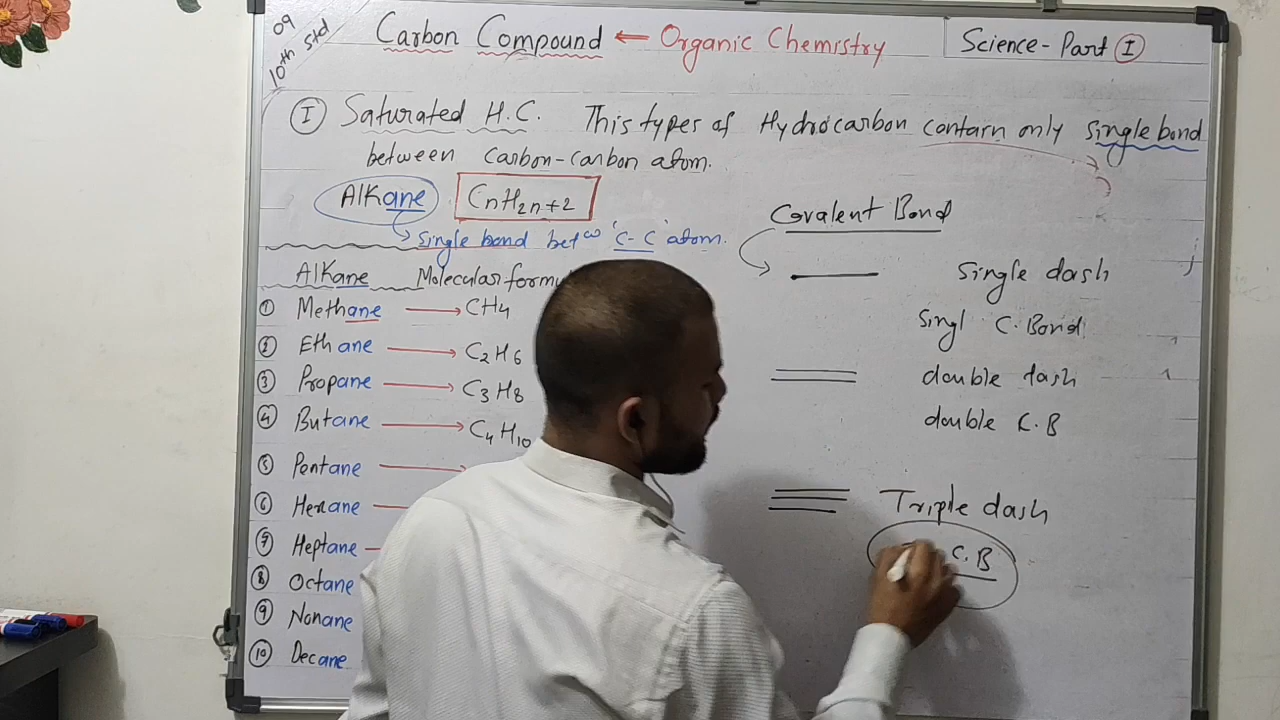 09
10th std
Carbon Compound ← Organic Chemistry
Science-Part I
I Saturated H.C. This types of Hydrocarbon contain only single bond
between Carbon-carbon atom.
Alkane CnH2n+2
Single bond betn 'C-C' atom.
Covalent Bond
Alkane Molecular
1 Methane → CH4
2 Ethane → C2H6
3 Propane → C3H8
4 Butane → C4H10
5 Pentane →
6 Hexane
Heptane
8 Octane
9 Nonane
10 Decane
Single dash
Singl C.Bond
double dash
double C.B
Triple dash
C.B